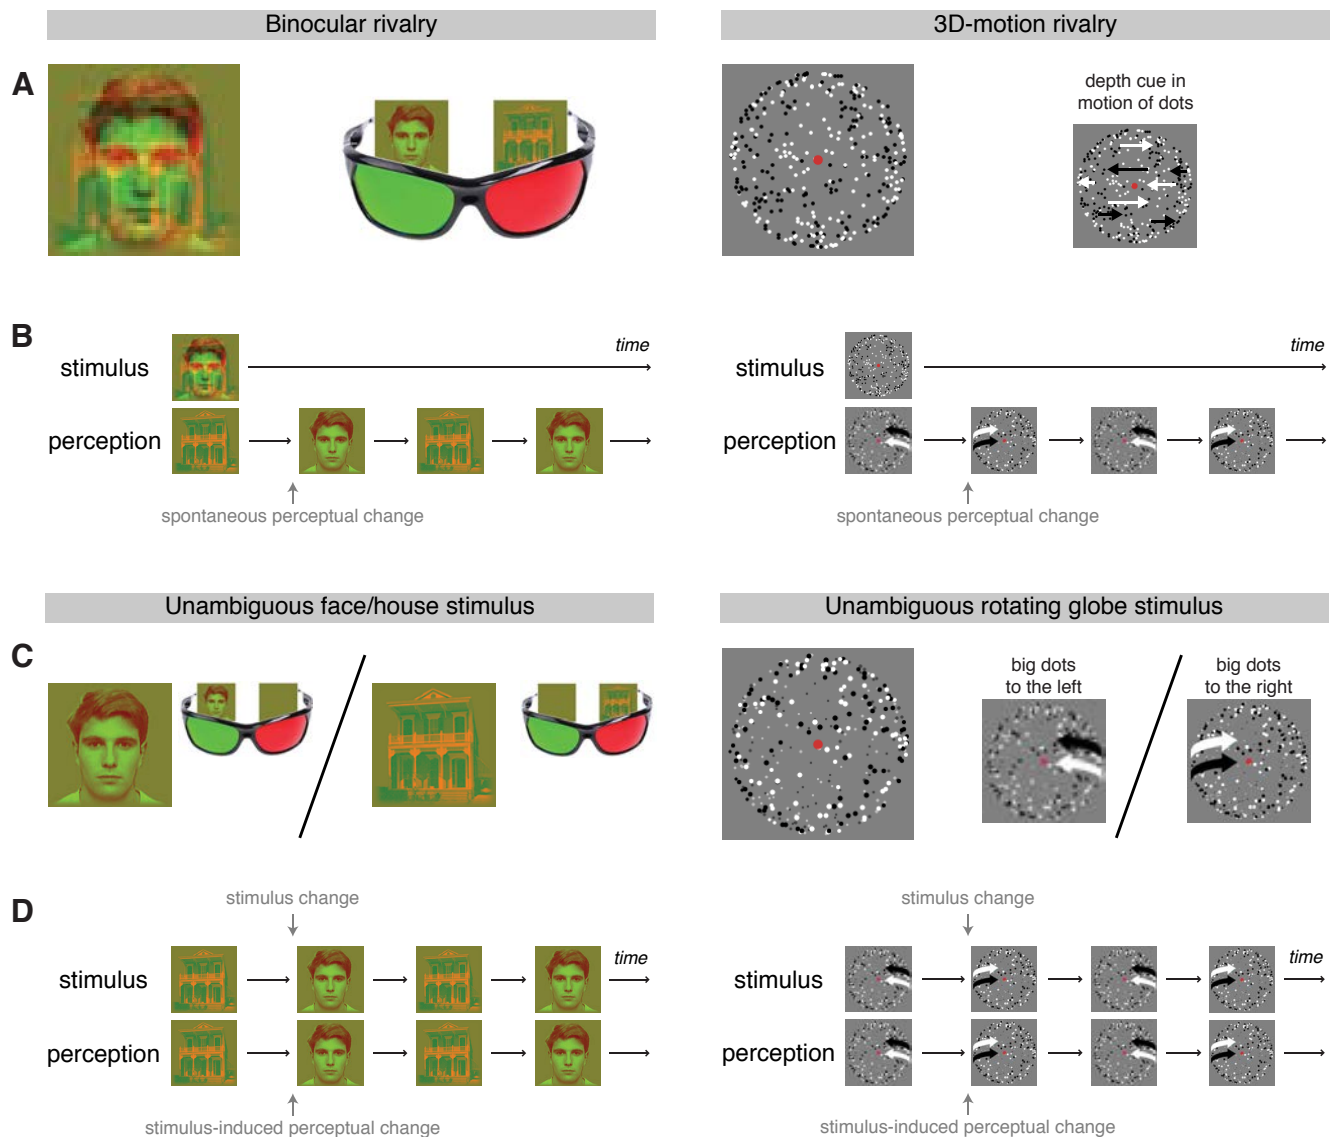 Binocular rivalry
3D-motion rivalry
A
depth cue in
motion of dots
B
stimulus
time
perception
spontaneous perceptual change
stimulus
time
perception
spontaneous perceptual change
Unambiguous face/house stimulus
Unambiguous rotating globe stimulus
C
big dots
to the left
big dots
to the right
D
stimulus change
stimulus
time
perception
stimulus-induced perceptual change
stimulus change
stimulus
time
perception
stimulus-induced perceptual change